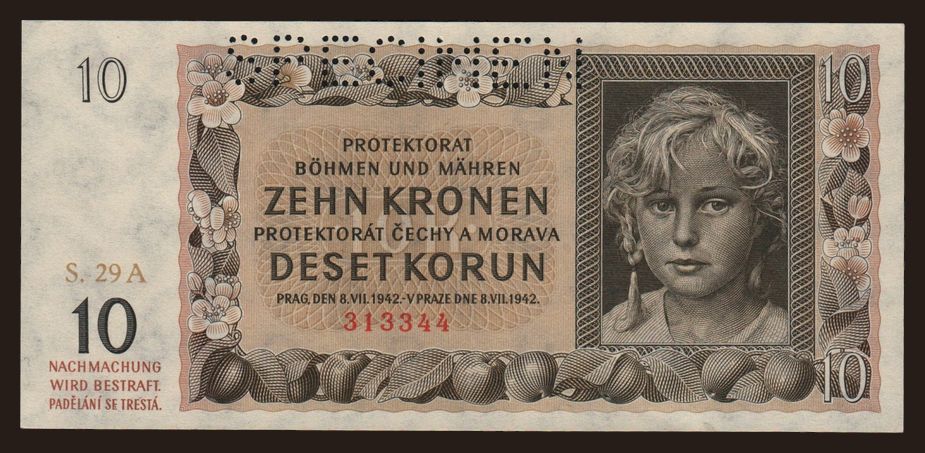 SPECIMEN
10
10
PROTEKTORAT
BÖHMEN UND MÄHREN
ZEHN KRONEN
PROTEKTORÁT ČECHY A MORAVA
DESET KORUN
PRAG, DEN 8. VII. 1942.-V PRAZE DNE 8. VII. 1942.
313344
S. 29 A
10
NACHMACHUNG
WIRD BESTRAFT.
PADĚLÁNÍ SE TRESTÁ.
10